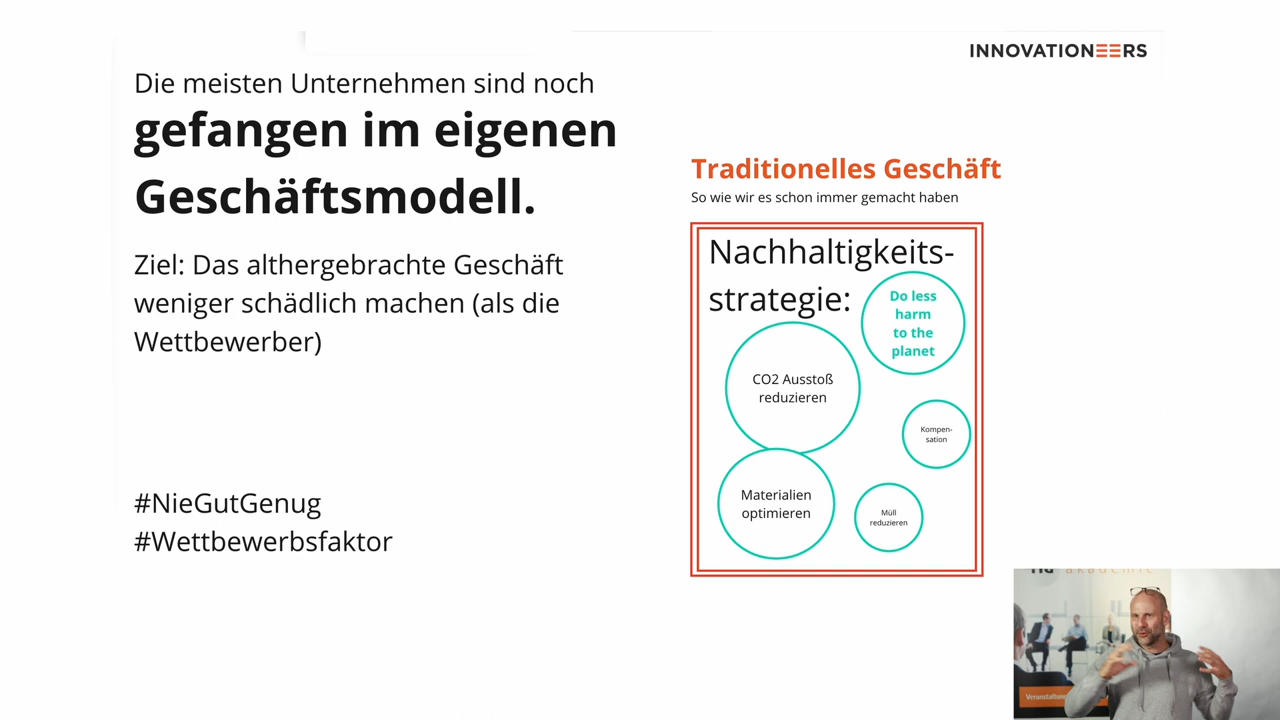 INNOVATIONEERS
Die meisten Unternehmen sind noch
gefangen im eigenen
Geschäftsmodell.
Ziel: Das althergebrachte Geschäft
weniger schädlich machen (als die
Wettbewerber)
#NieGutGenug
#Wettbewerbsfaktor
Traditionelles Geschäft
So wie wir es schon immer gemacht haben
Nachhaltigkeits-
strategie:
Do less
harm
to the
planet
CO2 Ausstoß
reduzieren
Kompen-
sation
Materialien
optimieren
Müll
reduzieren
akademie